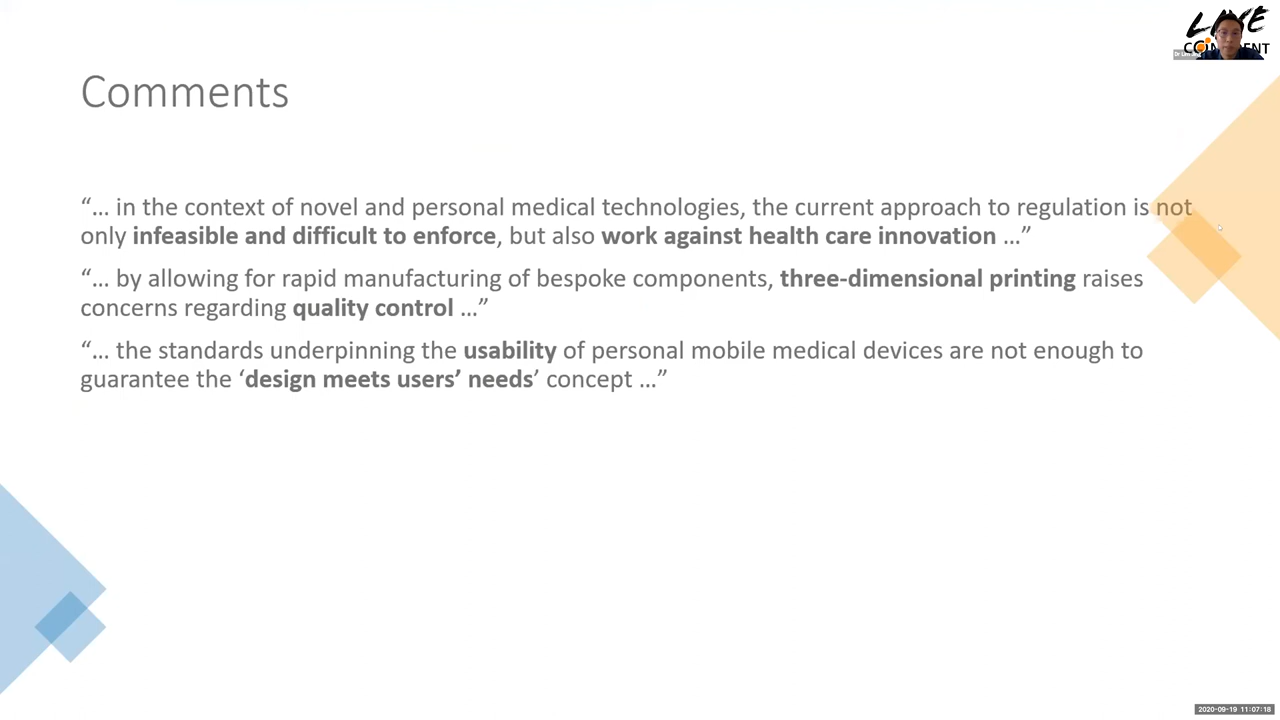 LIVE
Comments
“... in the context of novel and personal medical technologies, the current approach to regulation is not
only infeasible and difficult to enforce, but also work against health care innovation ...”
“... by allowing for rapid manufacturing of bespoke components, three-dimensional printing raises
concerns regarding quality control ...”
“... the standards underpinning the usability of personal mobile medical devices are not enough to
guarantee the ‘design meets users’ needs’ concept ...”
2020-09-19 11:07:18